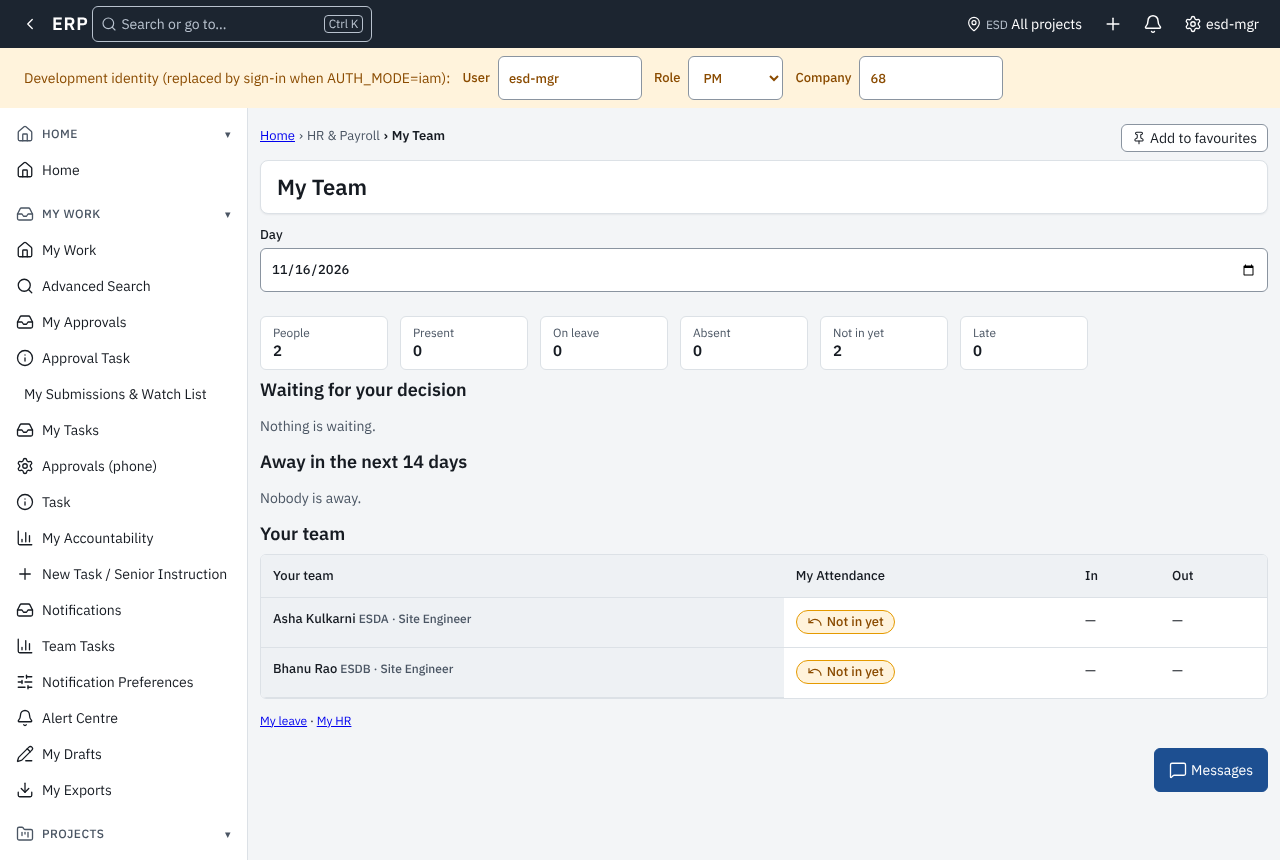 ERP
Search or go to...
Ctrl K
ESD All projects
esd-mgr
Development identity (replaced by sign-in when AUTH_MODE=iam):
User
esd-mgr
Role
PM
Company
68
HOME
Home
MY WORK
My Work
Advanced Search
My Approvals
Approval Task
My Submissions & Watch List
My Tasks
Approvals (phone)
Task
My Accountability
New Task / Senior Instruction
Notifications
Team Tasks
Notification Preferences
Alert Centre
My Drafts
My Exports
PROJECTS
Home › HR & Payroll › My Team
Add to favourites
My Team
Day
11/16/2026
People
2
Present
0
On leave
0
Absent
0
Not in yet
2
Late
0
Waiting for your decision
Nothing is waiting.
Away in the next 14 days
Nobody is away.
Your team
Your team My Attendance In Out
Asha Kulkarni ESDA · Site Engineer Not in yet — —
Bhanu Rao ESDB · Site Engineer Not in yet — —
My leave · My HR
Messages